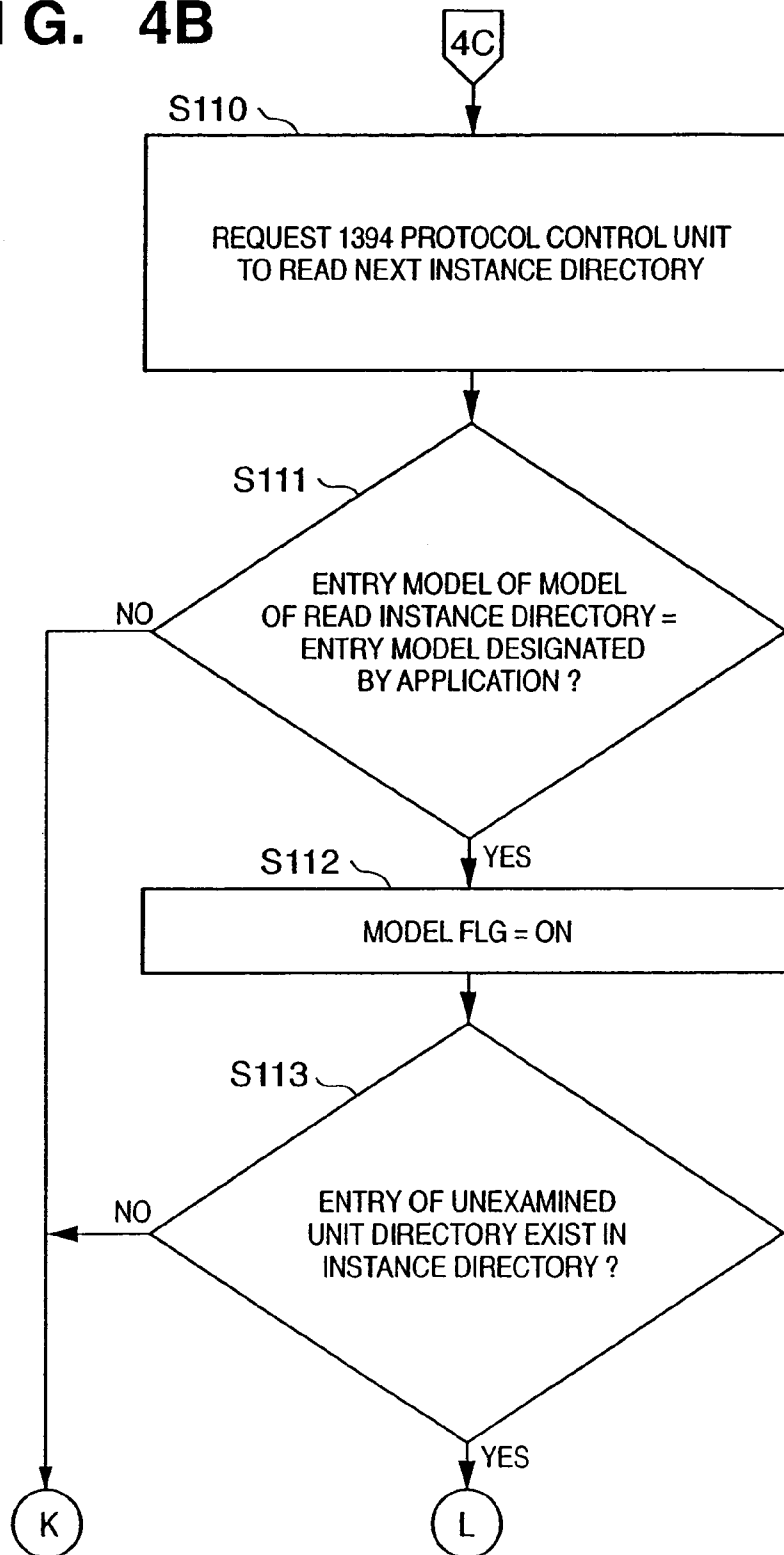 I G. 4B
4C
S110
REQUEST 1394 PROTOCOL CONTROL UNIT
TO READ NEXT INSTANCE DIRECTORY
S111
ENTRY MODEL OF MODEL
OF READ INSTANCE DIRECTORY =
ENTRY MODEL DESIGNATED
BY APPLICATION ?
NO
YES
S112
MODEL FLG = ON
S113
ENTRY OF UNEXAMINED
UNIT DIRECTORY EXIST IN
INSTANCE DIRECTORY ?
NO
YES
K
L